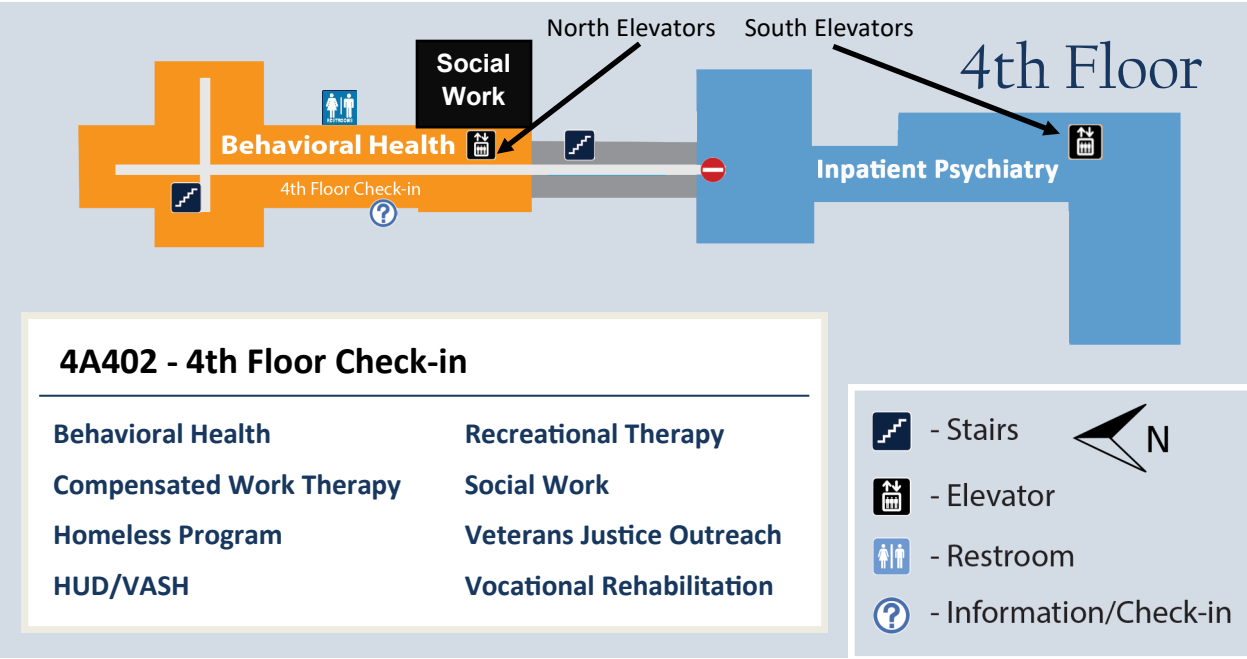 North Elevators
South Elevators
4th Floor
Social
Work
RESTROOMS
Behavioral Health
Inpatient Psychiatry
4th Floor Check-in
4A402 - 4th Floor Check-in
Behavioral Health
Recreational Therapy
Compensated Work Therapy
Social Work
Homeless Program
Veterans Justice Outreach
HUD/VASH
Vocational Rehabilitation
- Stairs
N
- Elevator
- Restroom
- Information/Check-in